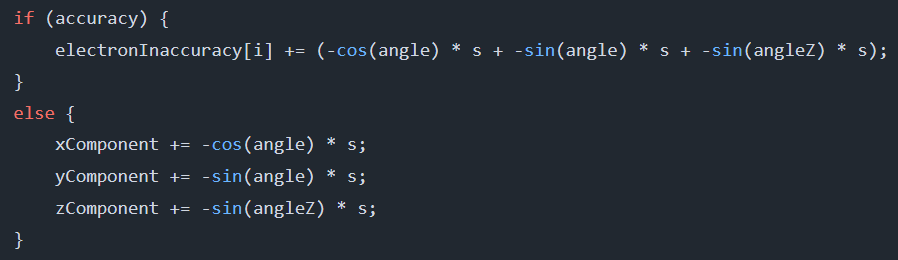 if (accuracy) {
    electronInaccuracy[i] += (-cos(angle) * s + -sin(angle) * s + -sin(angleZ) * s);
}
else {
    xComponent += -cos(angle) * s;
    yComponent += -sin(angle) * s;
    zComponent += -sin(angleZ) * s;
}